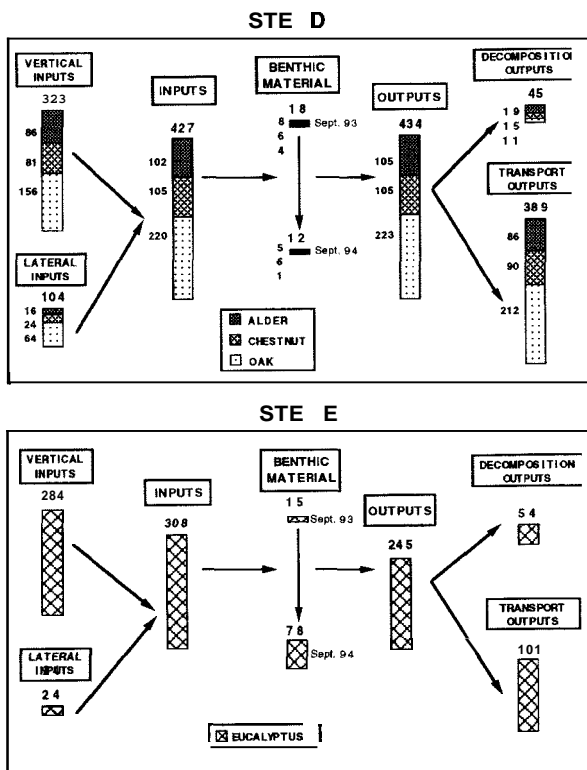 STE D
VERTICAL
INPUTS
323
86
81
156
LATERAL
INPUTS
104
16
24
64
INPUTS
427
102
105
220
BENTHIC
MATERIAL
18
8
6
4
Sept. 93
12
5
6
1
Sept. 94
OUTPUTS
434
105
105
223
DECOMPOSITION
OUTPUTS
45
19
15
11
TRANSPORT
OUTPUTS
389
86
90
212
ALDER
CHESTNUT
OAK
STE E
VERTICAL
INPUTS
284
LATERAL
INPUTS
24
INPUTS
308
BENTHIC
MATERIAL
15
Sept. 93
78
Sept. 94
OUTPUTS
245
DECOMPOSITION
OUTPUTS
54
TRANSPORT
OUTPUTS
101
EUCALYPTUS